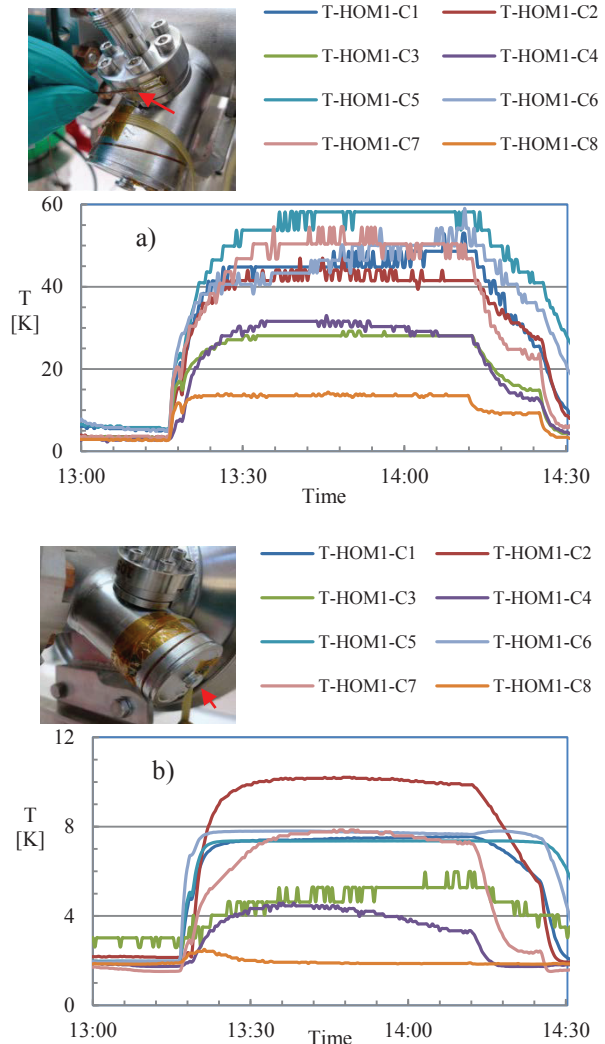 T-HOM1-C1 T-HOM1-C2
T-HOM1-C3 T-HOM1-C4
T-HOM1-C5 T-HOM1-C6
T-HOM1-C7 T-HOM1-C8
60
a)
T
[K]
40
20
0
13:00 13:30 14:00 14:30
Time
T-HOM1-C1 T-HOM1-C2
T-HOM1-C3 T-HOM1-C4
T-HOM1-C5 T-HOM1-C6
T-HOM1-C7 T-HOM1-C8
12
b)
T
[K]
8
4
0
13:00 13:30 14:00 14:30
Time